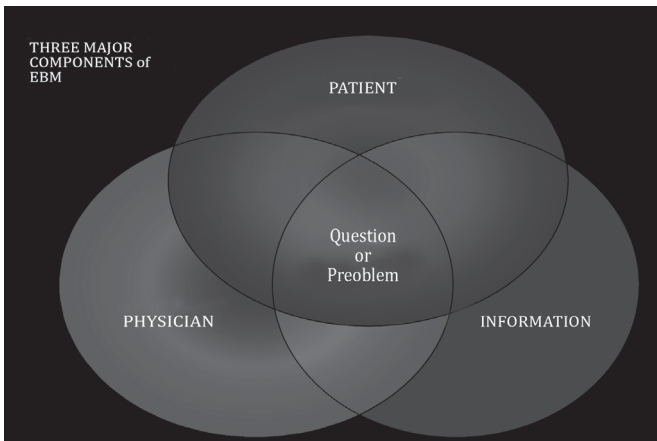 THREE MAJOR
COMPONENTS of
EBM
PATIENT
Question
or
Preoblem
PHYSICIAN
INFORMATION